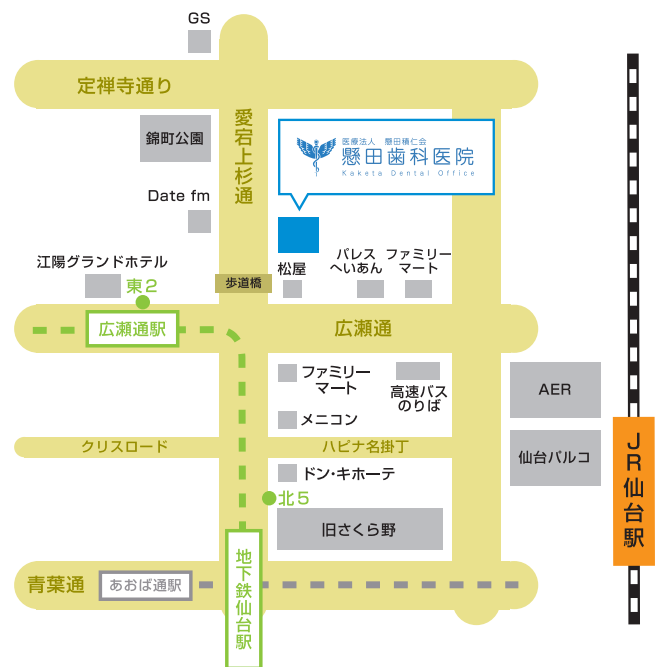 GS
定禅寺通り
愛宕上杉通
錦町公園
医療法人 懸田積仁会
懸田歯科医院
Kaketa Dental Office
Date fm
江陽グランドホテル
東2
歩道橋
松屋
パレス
へいあん
ファミリー
マート
広瀬通駅
広瀬通
ファミリー
マート
高速バス
のりば
AER
メニコン
クリスロード
ハピナ名掛丁
仙台パルコ
JR仙台駅
ドン・キホーテ
北5
旧さくら野
青葉通
あおば通駅
地下鉄仙台駅